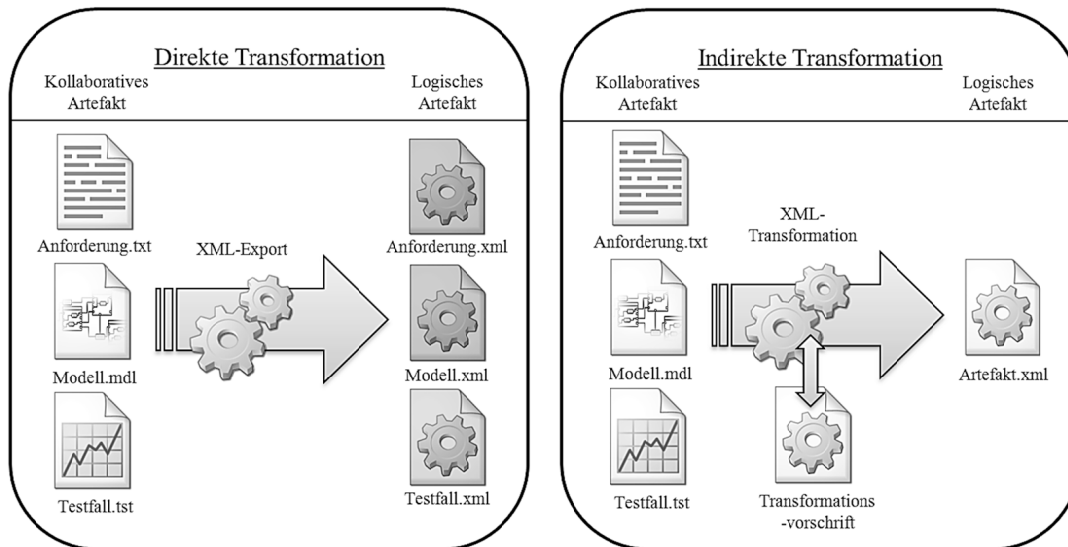 Direkte Transformation
Kollaboratives
Artefakt
Logisches
Artefakt
Anforderung.txt
XML-Export
Anforderung.xml
Modell.mdl
Modell.xml
Testfall.tst
Testfall.xml
Indirekte Transformation
Kollaboratives
Artefakt
Logisches
Artefakt
Anforderung.txt
XML-
Transformation
Modell.mdl
Artefakt.xml
Testfall.tst
Transformations
-vorschrift